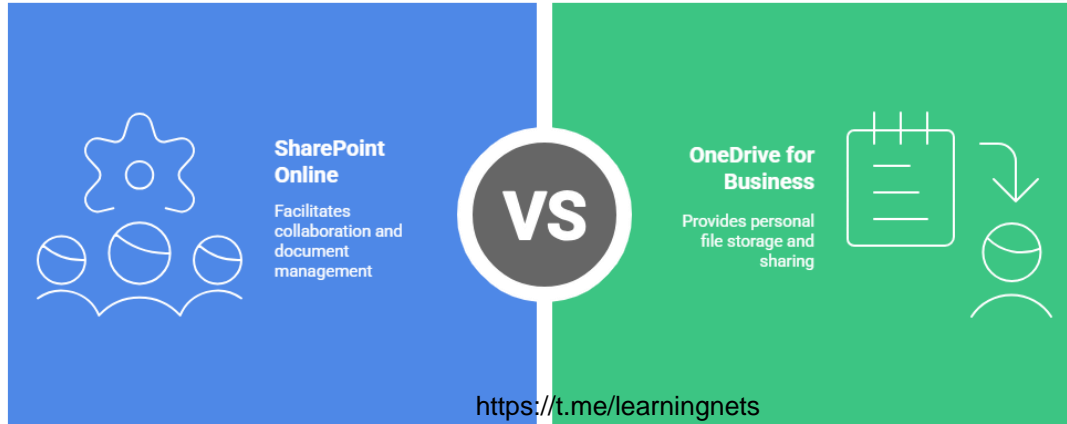 SharePoint
Online
Facilitates
collaboration and
document
management
VS
OneDrive for
Business
Provides personal
file storage and
sharing
https://t.me/learningnets